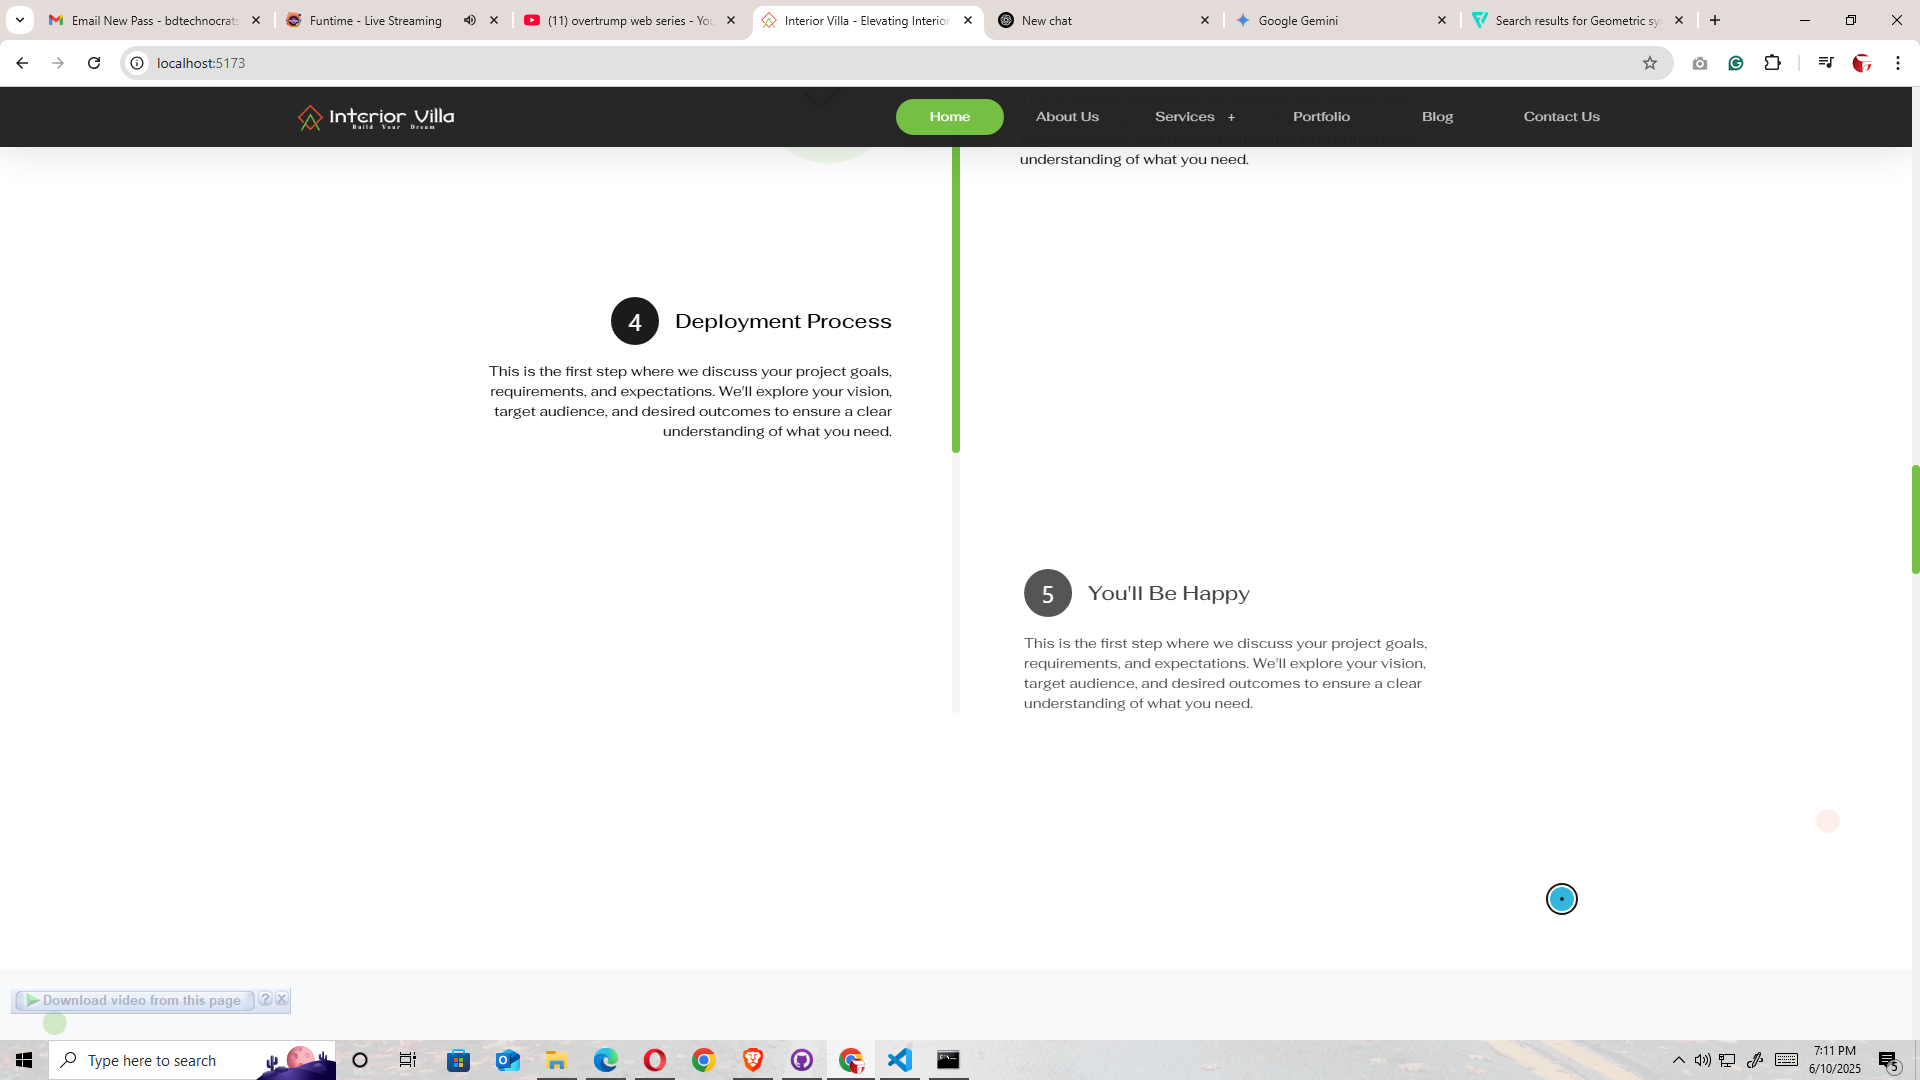 Email New Pass - bdtechnocrats
Funtime - Live Streaming
(11) overtrump web series - You
Interior Villa - Elevating Interior
New chat
Google Gemini
Search results for Geometric sy
localhost:5173
Interior Villa
Build Your Dream
Home
About Us
Services +
Portfolio
Blog
Contact Us
understanding of what you need.
4
Deployment Process
This is the first step where we discuss your project goals,
requirements, and expectations. We'll explore your vision,
target audience, and desired outcomes to ensure a clear
understanding of what you need.
5
You'll Be Happy
This is the first step where we discuss your project goals,
requirements, and expectations. We'll explore your vision,
target audience, and desired outcomes to ensure a clear
understanding of what you need.
Download video from this page
?
Type here to search
7:11 PM
6/10/2025
5